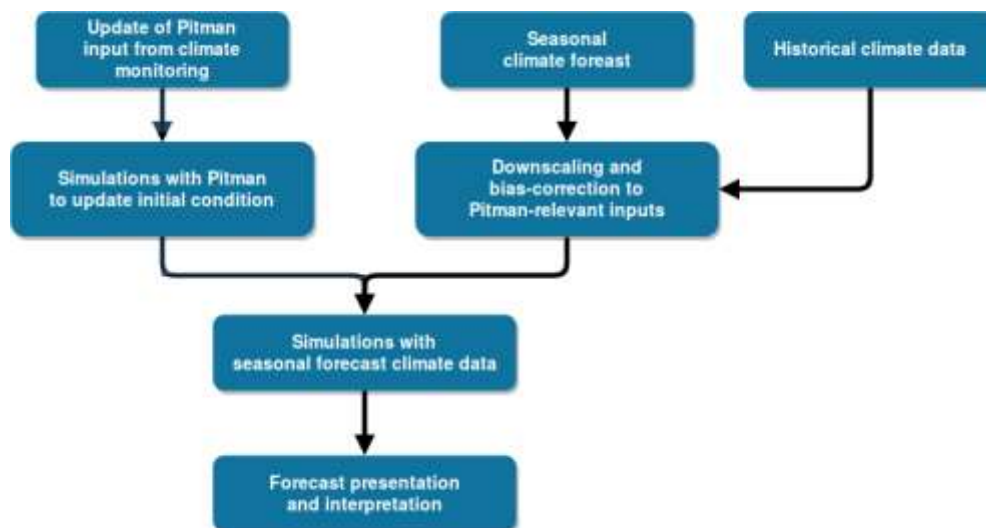 Update of Pitman
input from climate
monitoring
Seasonal
climate foreast
Historical climate data
Simulations with Pitman
to update initial condition
Downscaling and
bias-correction to
Pitman-relevant inputs
Simulations with
seasonal forecast climate data
Forecast presentation
and interpretation